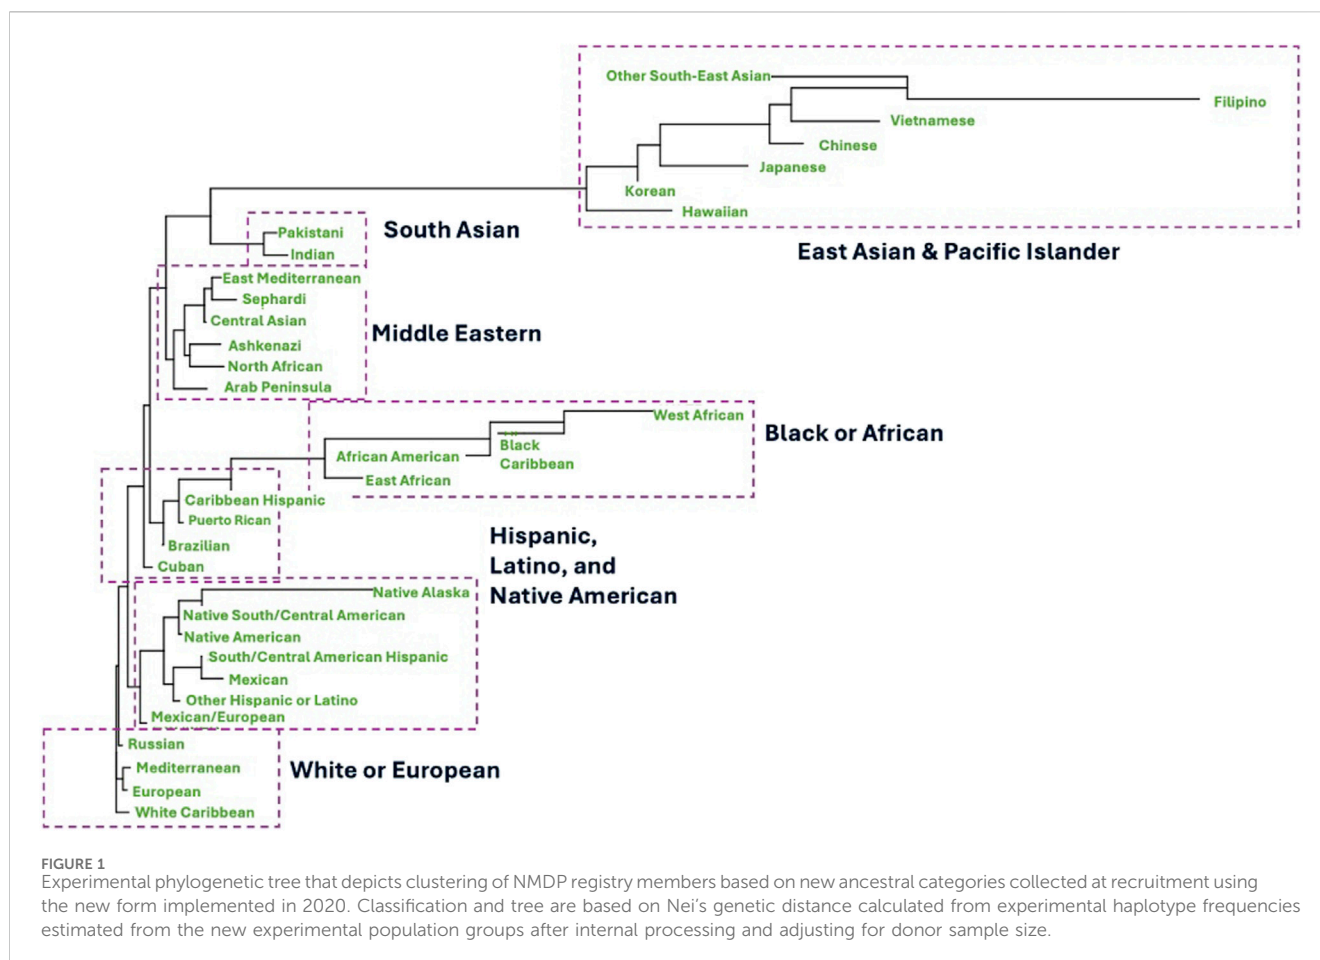 Other South-East Asian
Filipino
Vietnamese
Chinese
Japanese
Korean
Hawaiian
East Asian & Pacific Islander
Pakistani
South Asian
Indian
East Mediterranean
Sephardi
Central Asian
Middle Eastern
Ashkenazi
North African
Arab Peninsula
West African
Black or African
Black
Caribbean
African American
East African
Caribbean Hispanic
Puerto Rican
Brazilian
Cuban
Hispanic,
Latino, and
Native American
Native Alaska
Native South/Central American
Native American
South/Central American Hispanic
Mexican
Other Hispanic or Latino
Mexican/European
Russian
Mediterranean
White or European
European
White Caribbean
FIGURE 1
Experimental phylogenetic tree that depicts clustering of NMDP registry members based on new ancestral categories collected at recruitment using
the new form implemented in 2020. Classification and tree are based on Nei's genetic distance calculated from experimental haplotype frequencies
estimated from the new experimental population groups after internal processing and adjusting for donor sample size.